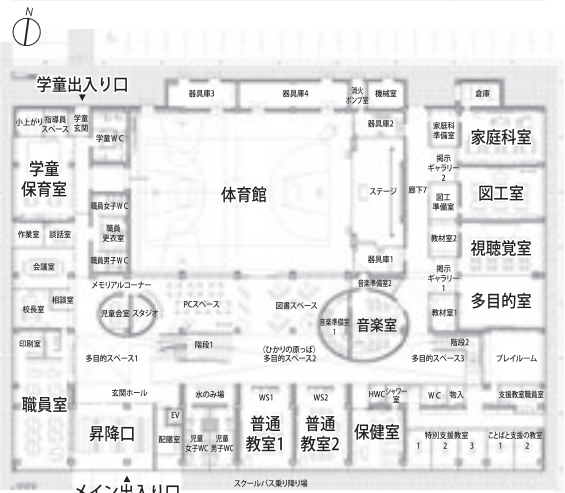 N
学童出入り口
器具庫3
器具庫4
消火
ポンプ室
機械室
倉庫
小上がり
指導員
スペース
学童
玄関
学童WC
器具庫2
家庭科
準備室
家庭科室
学童
保育室
体育館
ステージ
廊下7
掲示
ギャラリー
2
図工
準備室
図工室
職員女子WC
職員
更衣室
職員男子WC
作業室
談話室
会議室
教材室2
視聴覚室
器具庫1
掲示
ギャラリー
1
メモリアルコーナー
音楽準備室2
校長室
相談室
児童会室
スタジオ
PCスペース
図書スペース
音楽準備室
1
音楽室
教材室1
多目的室
印刷室
多目的スペース1
階段1
(ひかりの原っぱ)
多目的スペース2
階段2
多目的スペース3
プレイルーム
職員室
玄関ホール
水のみ場
WS1
WS2
HWC
シャワー
室
WC
物入
支援教室職員室
昇降口
EV
配膳室
児童
女子WC
児童
男子WC
普通
教室1
普通
教室2
保健室
特別支援教室
1
2
3
ことばと支援の教室
1
2
メイン出入り口
スクールバス乗り降り場